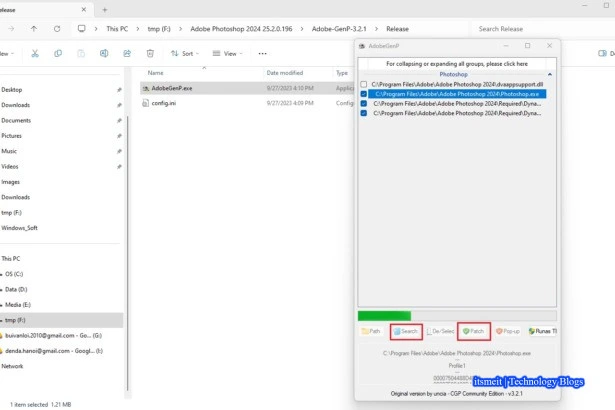 elease
This PC > tmp (F:) > Adobe Photoshop 2024 25.2.0.196 > Adobe-GenP-3.2.1 > Release
Search Release
ew
Sort
View
D
Name
Date modified
Type
AdobeGenP.exe
9/27/2023 4:10 PM
Applic
config.ini
9/27/2023 4:09 PM
Config
Desktop
Downloads
Documents
Pictures
Music
Videos
Images
Downloads
tmp (F:)
Windows_Soft
This PC
OS (C:)
Data (D:)
Media (E:)
tmp (F:)
buivanloi.2010@gmail.com - Go... (G:)
denda.hanoi@gmail.com - Googl... (I:)
Network
1 item selected 1.21 MB
AdobeGenP
For collapsing or expanding all groups, please click here
Photoshop
C:\Program Files\Adobe\Adobe Photoshop 2024\dvaappsupport.dll
C:\Program Files\Adobe\Adobe Photoshop 2024\Photoshop.exe
C:\Program Files\Adobe\Adobe Photoshop 2024\Required\Dyna...
C:\Program Files\Adobe\Adobe Photoshop 2024\Required\Dyna...
Path
Search
De-Selec
Patch
Pop-up
Runas TI
C:\Program Files\Adobe\Adobe Photoshop 2024\Photoshop.exe
---
Profile1
---
itsmeit | Technology Blogs
Original version by uncia - CGP Community Edition - v3.2.1